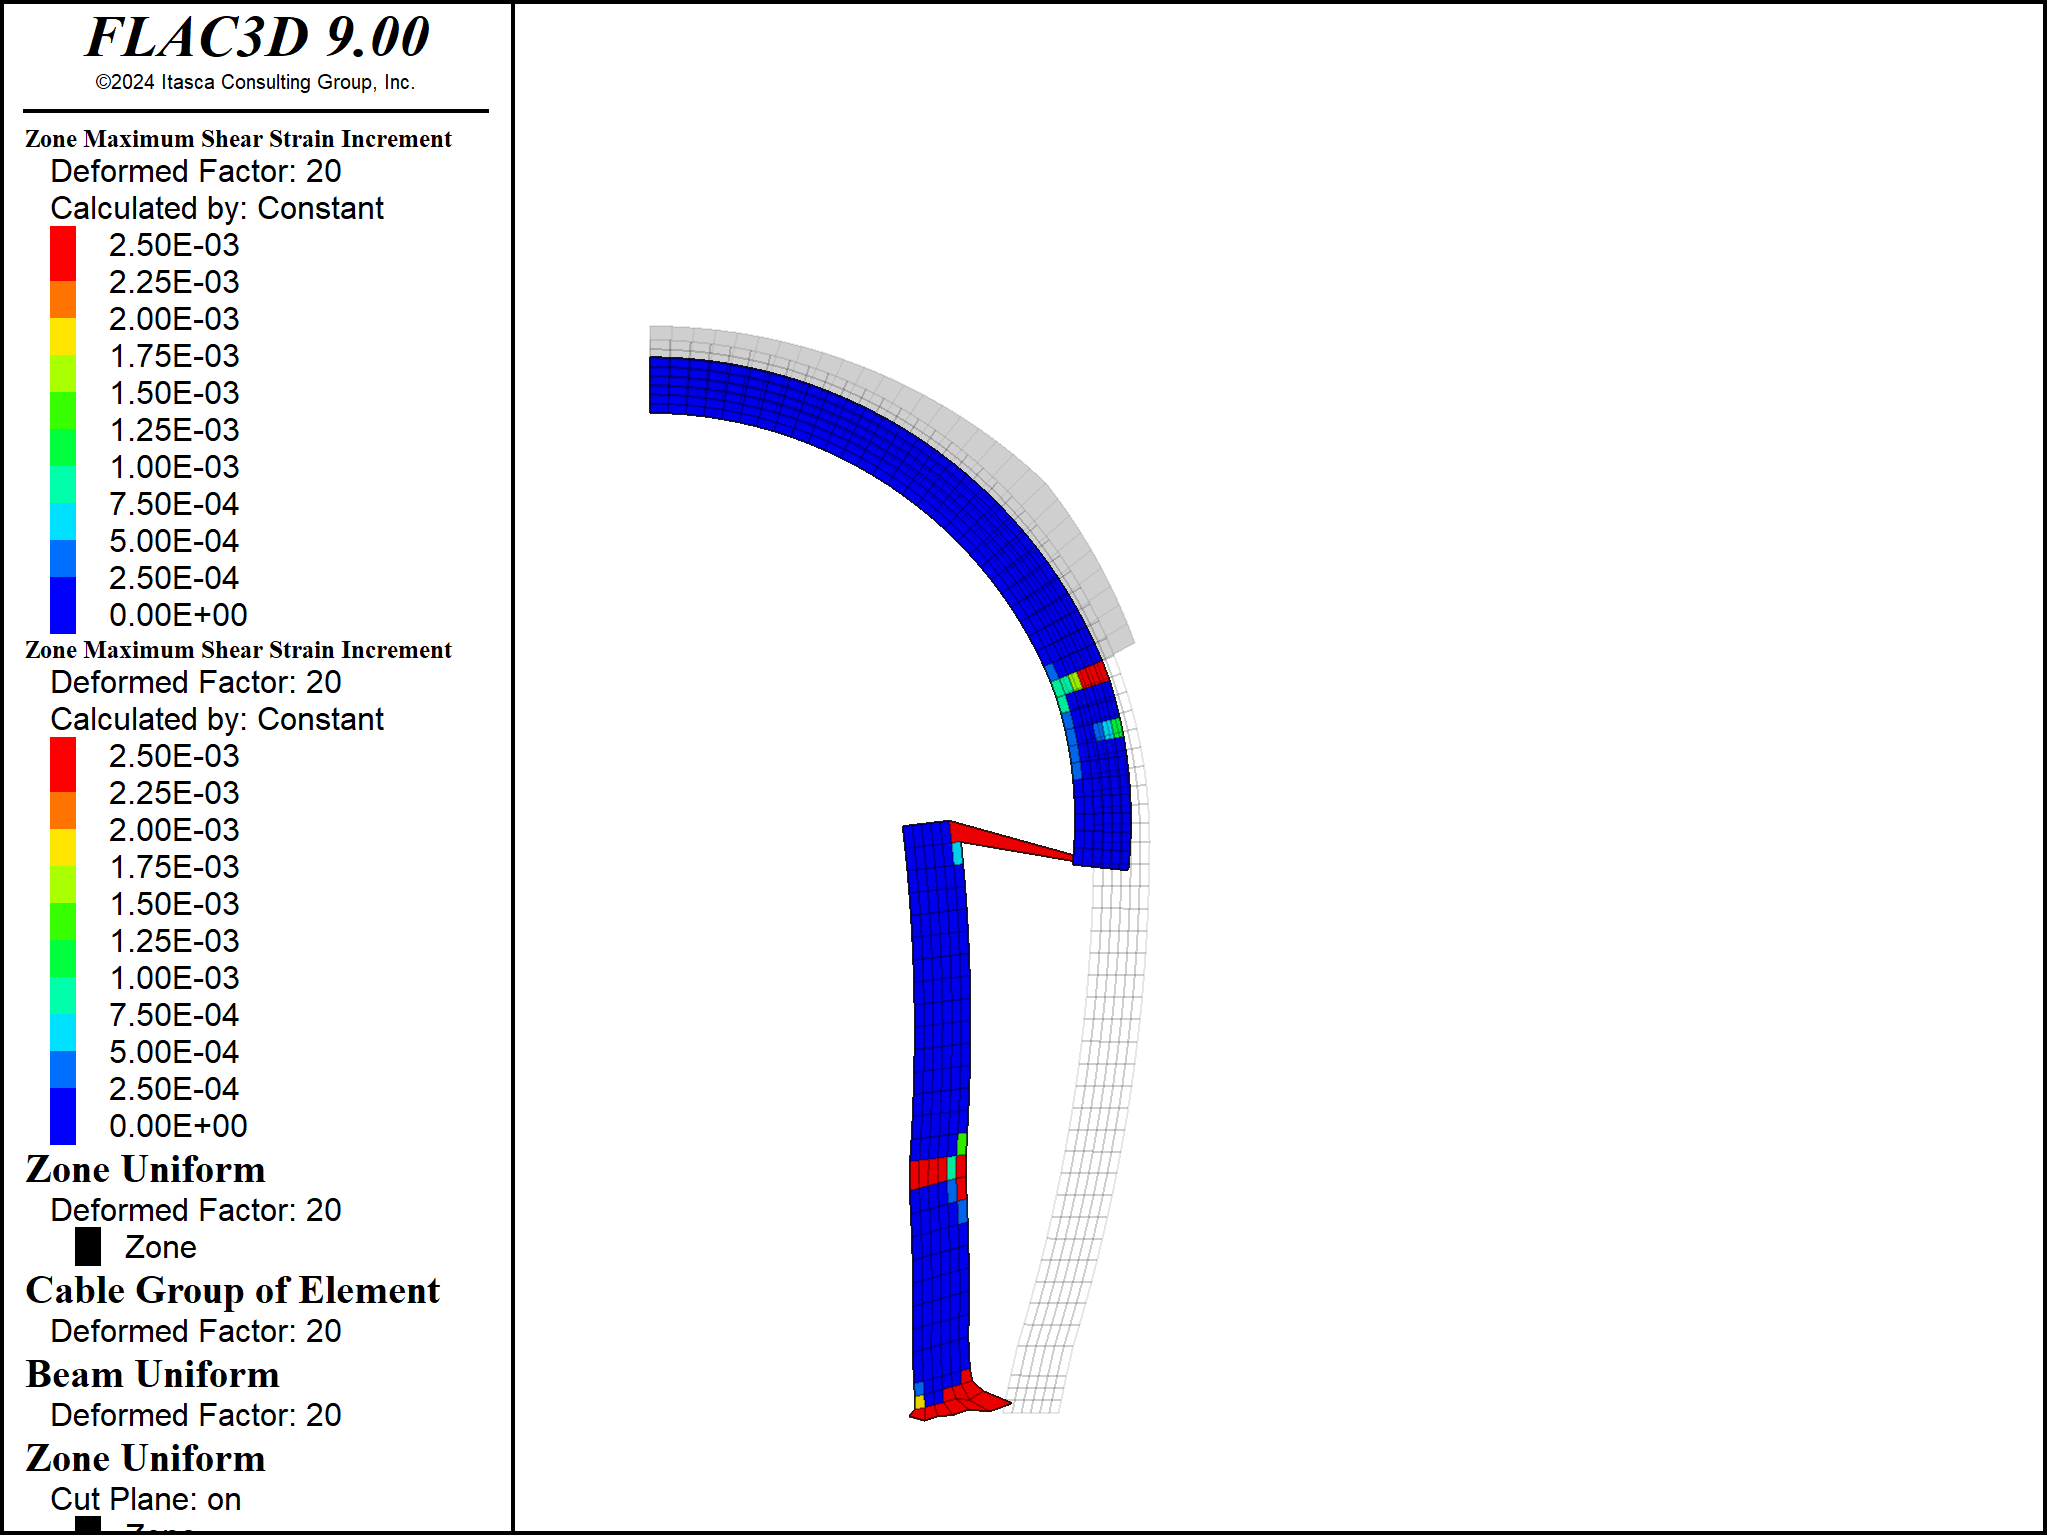 FLAC3D 9.00
©2024 Itasca Consulting Group, Inc.
Zone Maximum Shear Strain Increment
Deformed Factor: 20
Calculated by: Constant
2.50E-03
2.25E-03
2.00E-03
1.75E-03
1.50E-03
1.25E-03
1.00E-03
7.50E-04
5.00E-04
2.50E-04
0.00E+00
Zone Maximum Shear Strain Increment
Deformed Factor: 20
Calculated by: Constant
2.50E-03
2.25E-03
2.00E-03
1.75E-03
1.50E-03
1.25E-03
1.00E-03
7.50E-04
5.00E-04
2.50E-04
0.00E+00
Zone Uniform
Deformed Factor: 20
Zone
Cable Group of Element
Deformed Factor: 20
Beam Uniform
Deformed Factor: 20
Zone Uniform
Cut Plane: on